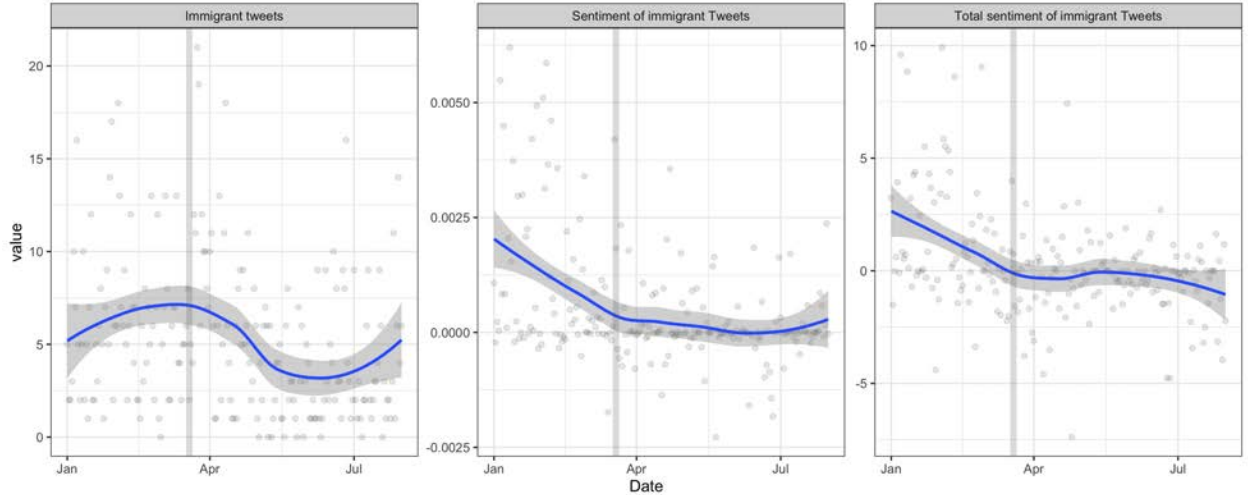 Immigrant tweets
Sentiment of immigrant Tweets
Total sentiment of immigrant Tweets
value
20
15
10
5
0
Jan
Apr
Jul
0.0050
0.0025
0.0000
-0.0025
Jan
Apr
Jul
10
5
0
-5
Jan
Apr
Jul
Date